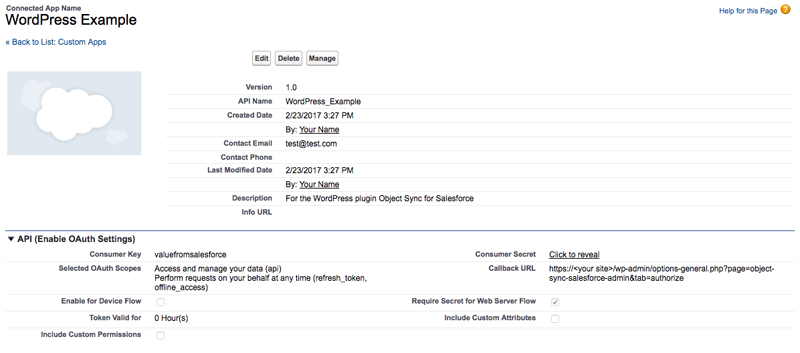 Connected App Name
WordPress Example
Help for this Page
« Back to List: Custom Apps
Edit Delete Manage
Version 1.0
API Name WordPress_Example
Created Date 2/23/2017 3:27 PM
By: Your Name
Contact Email test@test.com
Contact Phone
Last Modified Date 2/23/2017 3:27 PM
By: Your Name
Description For the WordPress plugin Object Sync for Salesforce
Info URL
API (Enable OAuth Settings)
Consumer Key valuefromsalesforce Consumer Secret Click to reveal
Selected OAuth Scopes Access and manage your data (api) Callback URL https://<your site>/wp-admin/options-general.php?page=object-
Perform requests on your behalf at any time (refresh_token, sync-salesforce-admin&tab=authorize
offline_access)
Enable for Device Flow Require Secret for Web Server Flow
Token Valid for 0 Hour(s) Include Custom Attributes
Include Custom Permissions